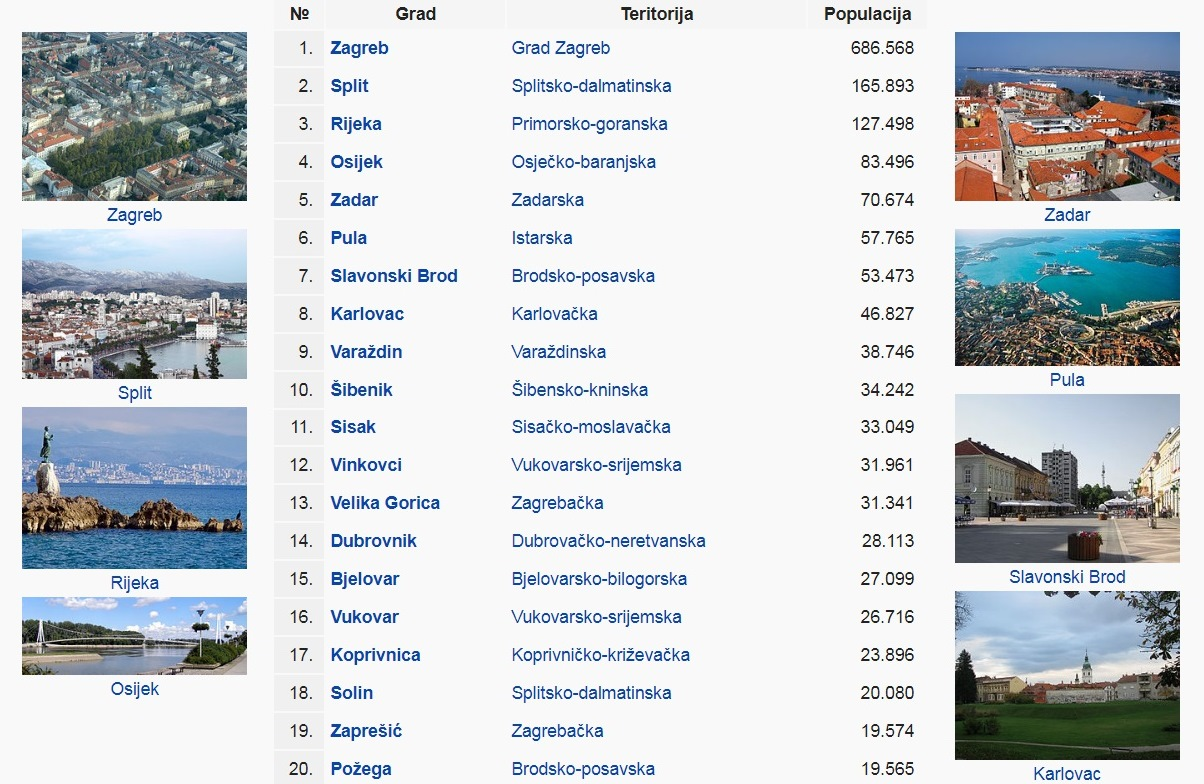 № Grad Teritorija Populacija
1. Zagreb Grad Zagreb 686.568
2. Split Splitsko-dalmatinska 165.893
3. Rijeka Primorsko-goranska 127.498
4. Osijek Osječko-baranjska 83.496
5. Zadar Zadarska 70.674
6. Pula Istarska 57.765
7. Slavonski Brod Brodsko-posavska 53.473
8. Karlovac Karlovačka 46.827
9. Varaždin Varaždinska 38.746
10. Šibenik Šibensko-kninska 34.242
11. Sisak Sisačko-moslavačka 33.049
12. Vinkovci Vukovarsko-srijemska 31.961
13. Velika Gorica Zagrebačka 31.341
14. Dubrovnik Dubrovačko-neretvanska 28.113
15. Bjelovar Bjelovarsko-bilogorska 27.099
16. Vukovar Vukovarsko-srijemska 26.716
17. Koprivnica Koprivničko-križevačka 23.896
18. Solin Splitsko-dalmatinska 20.080
19. Zaprešić Zagrebačka 19.574
20. Požega Brodsko-posavska 19.565
Zagreb
Split
Rijeka
Osijek
Zadar
Pula
Slavonski Brod
Karlovac